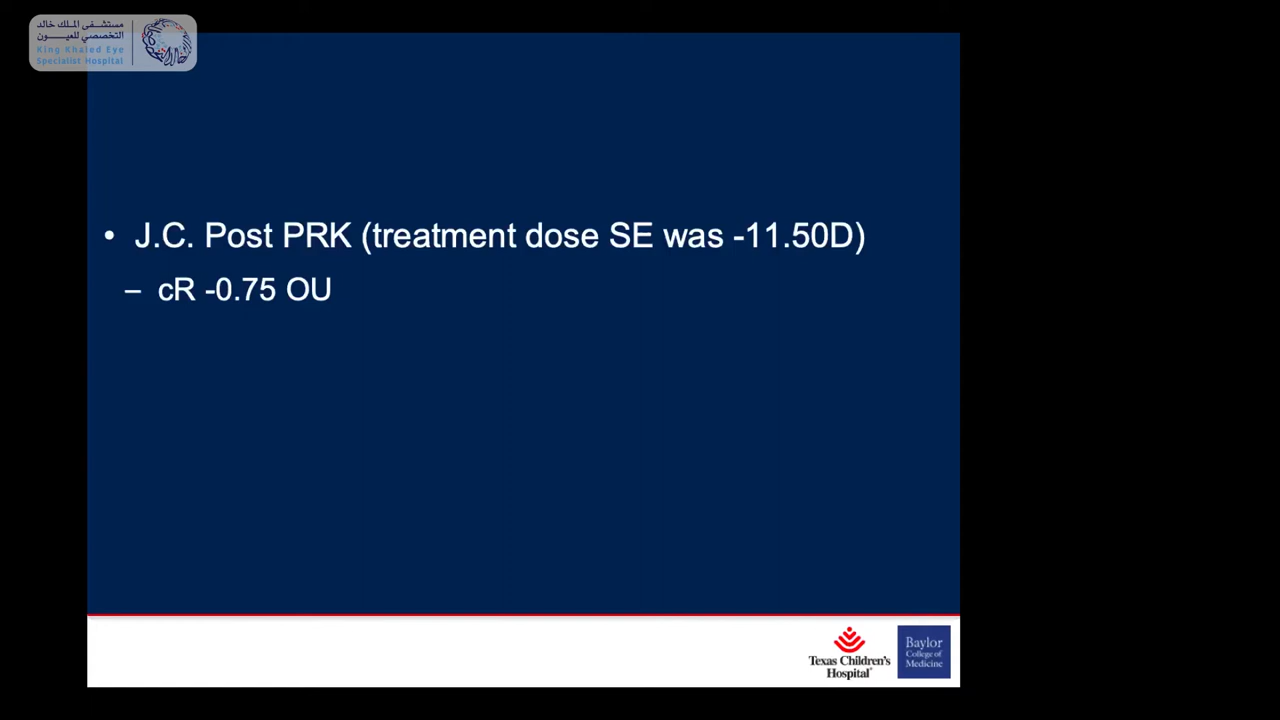 مستشفى الملك خالد
التخصصي للعيون
King Khaled Eye
Specialist Hospital
• J.C. Post PRK (treatment dose SE was -11.50D)
– cR -0.75 OU
Texas Children's
Hospital
Baylor
College of
Medicine